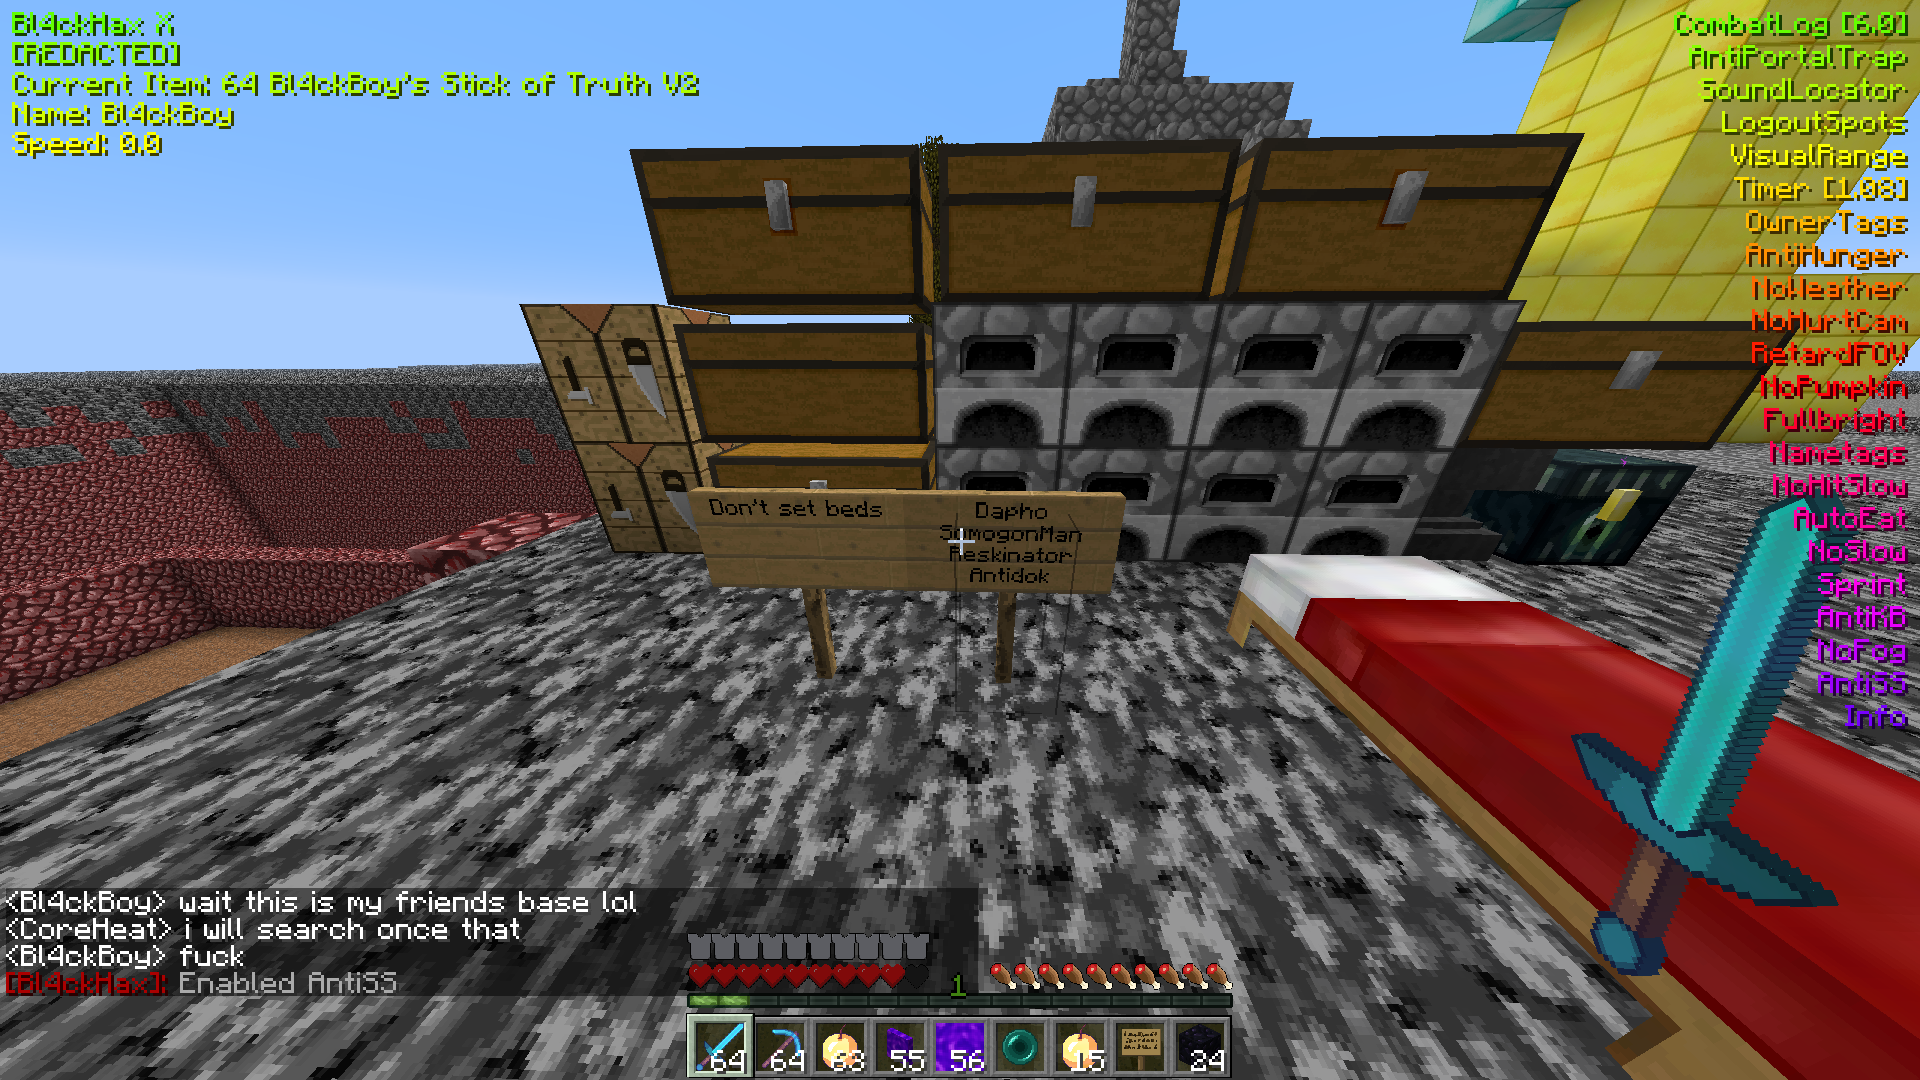 Bl4ckHax X
[REDACTED]
Current Item: 64 Bl4ckBoy's Stick of Truth V2
Name: Bl4ckBoy
Speed: 0.0
CombatLog [6.0]
AntiPortalTrap
SoundLocator
LogoutSpots
VisualRange
Timer [1.08]
OwnerTags
AntiHunger
NoWeather
NoHurtCam
RetardFOV
NoPumpkin
Fullbright
Nametags
NoHitSlow
AutoEat
NoSlow
Sprint
AntiKB
NoFog
AntiSS
Info
Don't set beds
Dapho
SamogonMan
Reskinator
Antidok
<Bl4ckBoy> wait this is my friends base lol
<CoreHeat> i will search once that
<Bl4ckBoy> fuck
[Bl4ckHax]: Enabled AntiSS
1
64
64
63
55
56
15
24